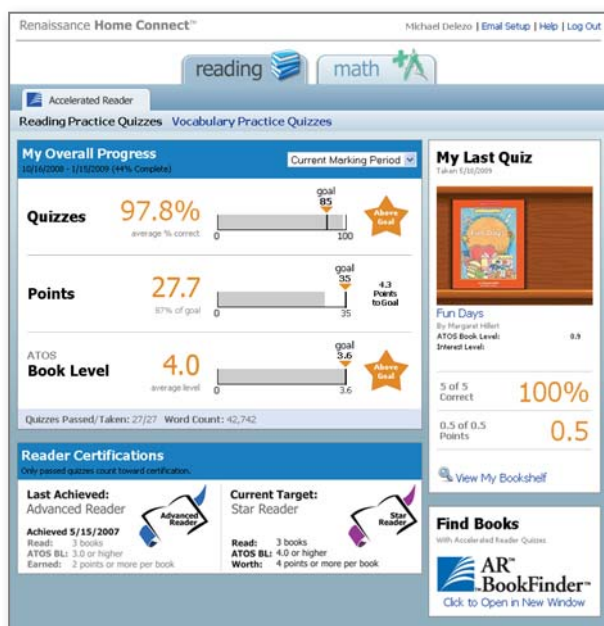 Renaissance Home Connect™
Michael Delezo | Email Setup | Help | Log Out
reading
math
Accelerated Reader
Reading Practice Quizzes Vocabulary Practice Quizzes
My Overall Progress
10/16/2008 - 1/15/2009 (44% Complete)
Current Marking Period
Quizzes
97.8%
average % correct
goal
85
0
100
Above
Goal
Points
27.7
87% of goal
goal
35
0
35
4.3
Points
to Goal
ATOS
Book Level
4.0
average level
goal
3.6
0
3.6
Above
Goal
Quizzes Passed/Taken: 27/27 Word Count: 42,742
Reader Certifications
Only passed quizzes count toward certification.
Last Achieved:
Advanced Reader
Advanced
Reader
Achieved 5/15/2007
Read: 3 books
ATOS BL: 3.0 or higher
Earned: 2 points or more per book
Current Target:
Star Reader
Star
Reader
Read: 3 books
ATOS BL: 4.0 or higher
Worth: 4 points or more per book
My Last Quiz
Taken 5/18/2009
Fun Days
Fun Days
By Margaret Hillert
ATOS Book Level: 0.9
Interest Level:
5 of 5
Correct
100%
0.5 of 0.5
Points
0.5
View My Bookshelf
Find Books
With Accelerated Reader Quizzes
AR™
BookFinder™
Click to Open in New Window